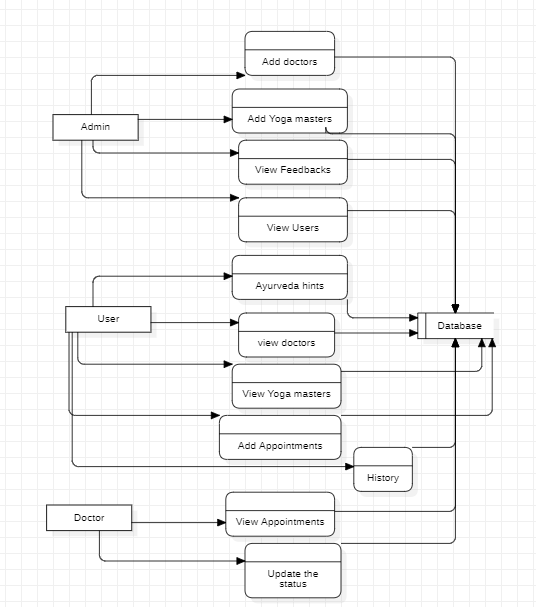 Add doctors
Admin
Add Yoga masters
View Feedbacks
View Users
Ayurveda hints
User
view doctors
Database
View Yoga masters
Add Appointments
History
Doctor
View Appointments
Update the
status